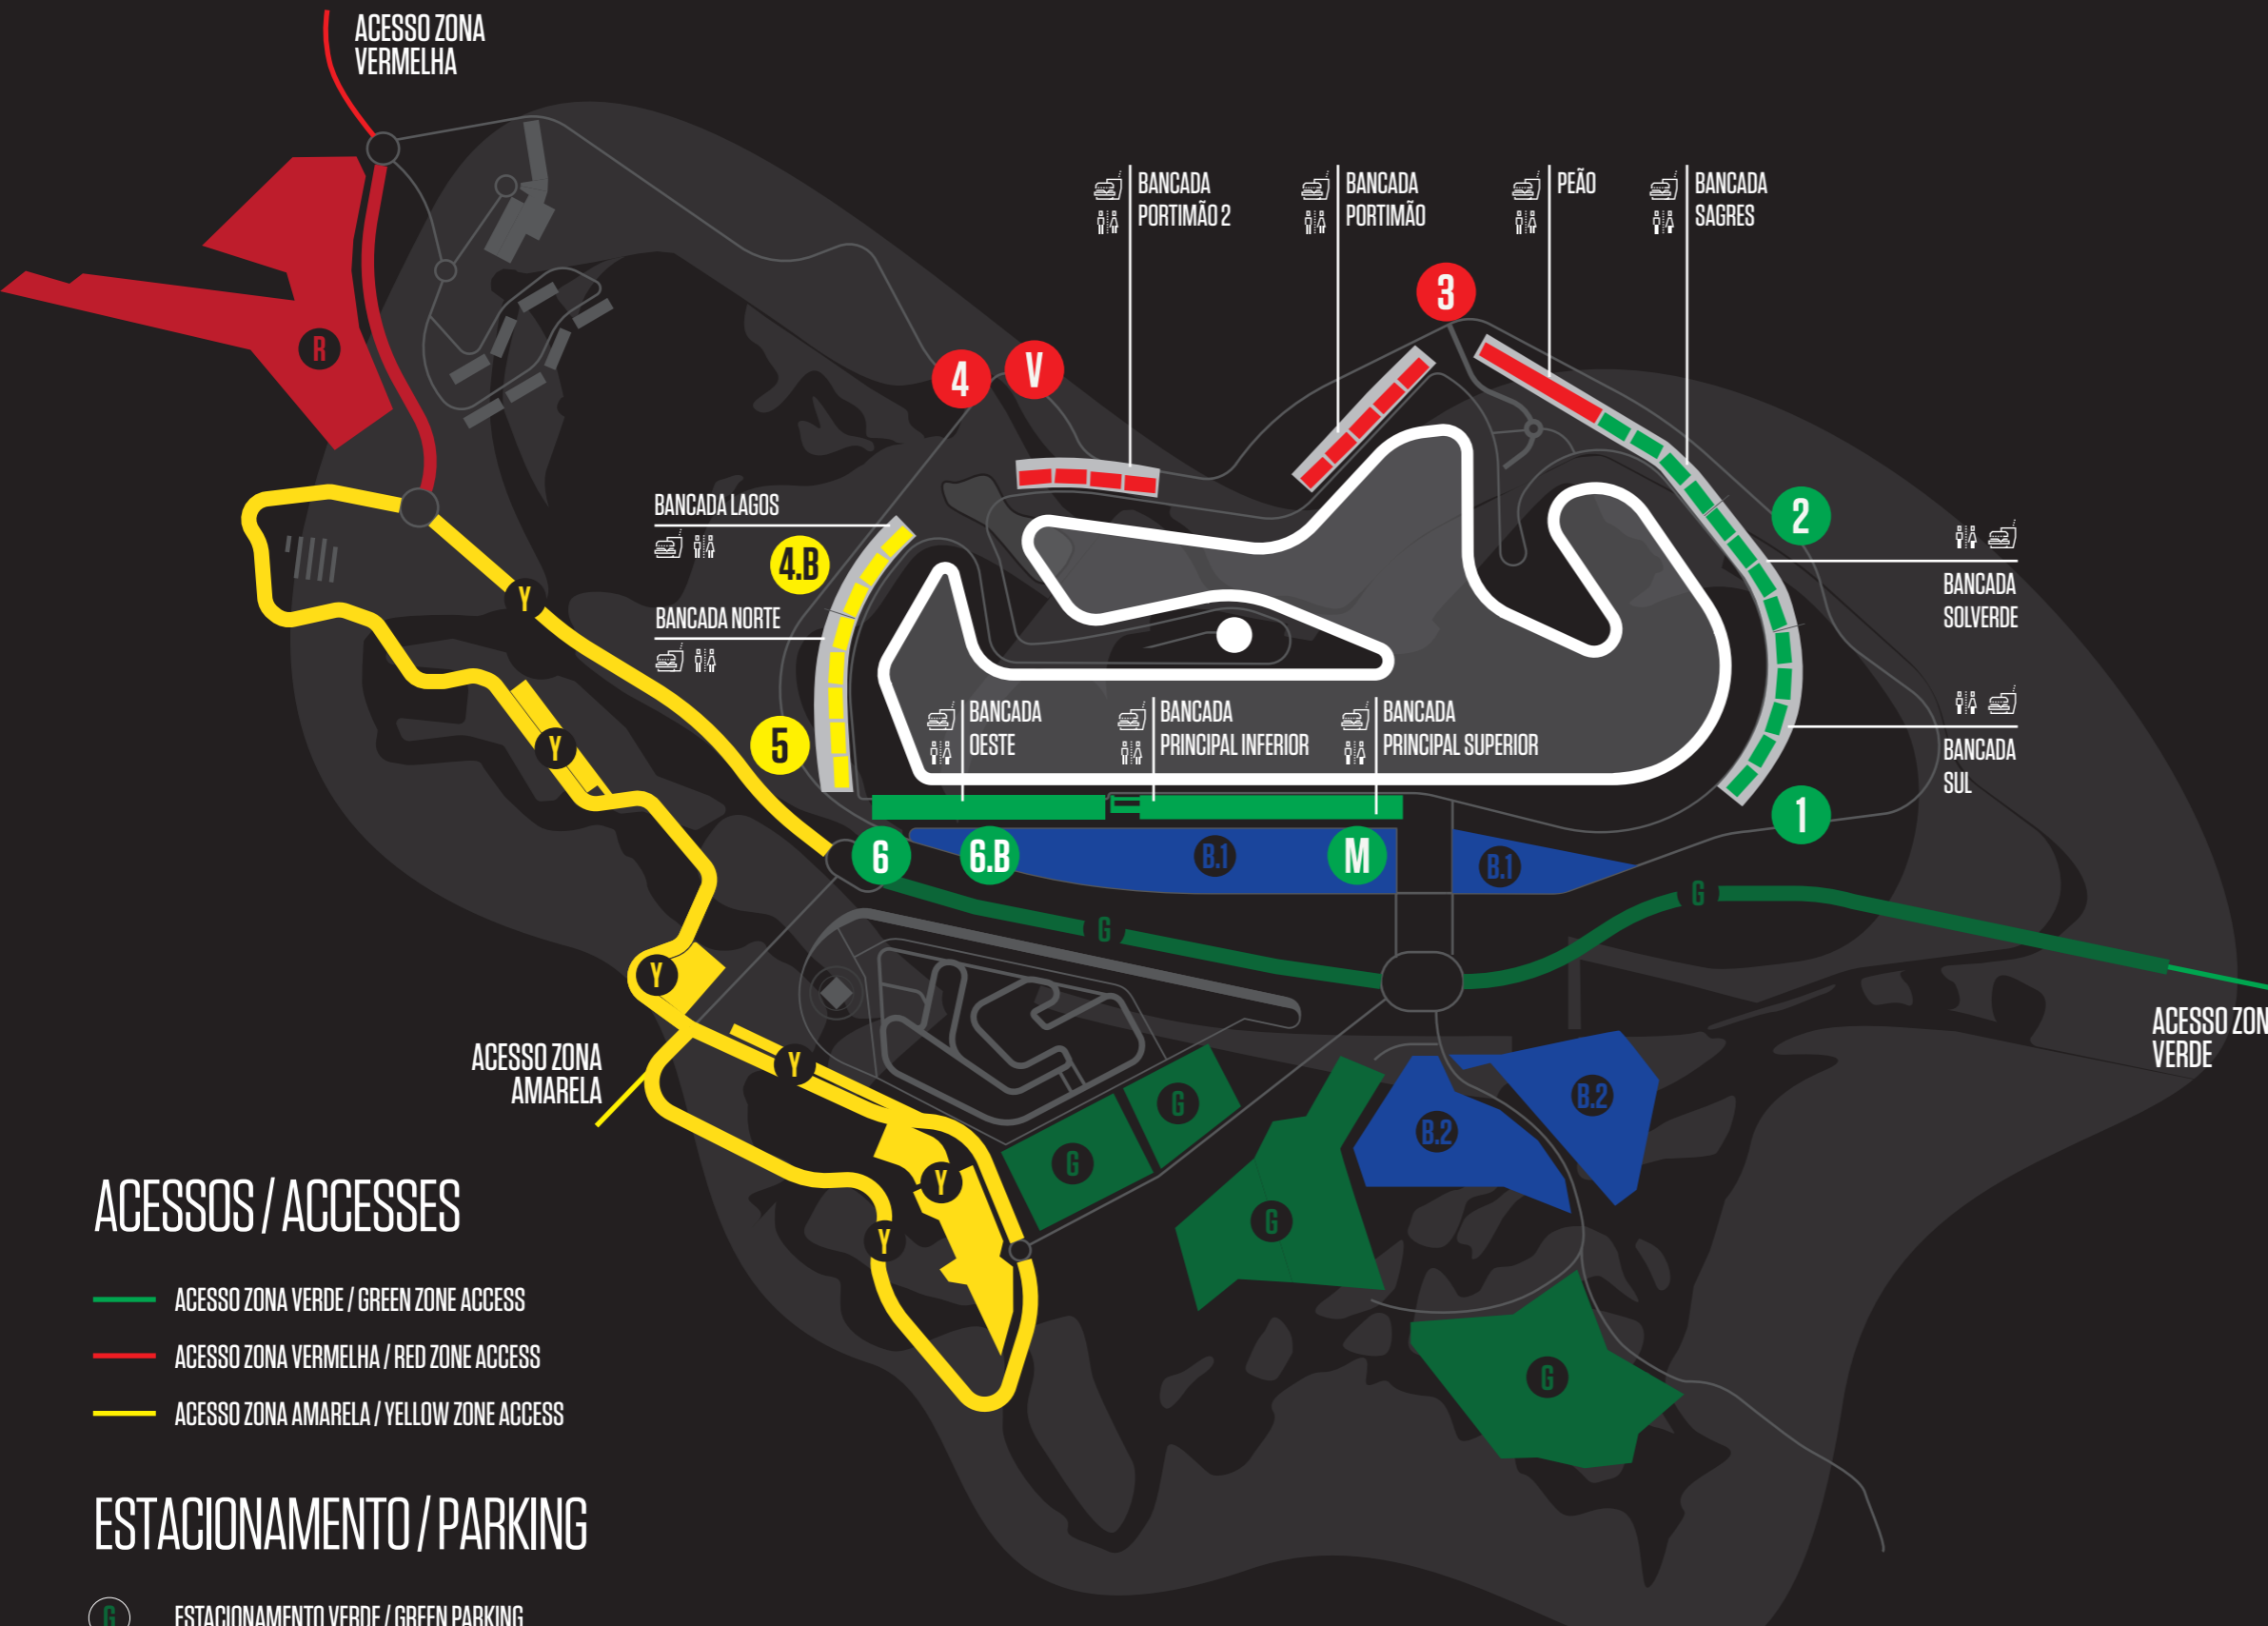 ACESSO ZONA
VERMELHA
BANCADA
PORTIMÃO 2
BANCADA
PORTIMÃO
PEÃO
BANCADA
SAGRES
3
R
4
V
BANCADA LAGOS
4.B
2
BANCADA
SOLVERDE
Y
BANCADA NORTE
5
Y
BANCADA
OESTE
BANCADA
PRINCIPAL INFERIOR
BANCADA
PRINCIPAL SUPERIOR
BANCADA
SUL
1
6
6.B
B.1
M
B.1
G
G
Y
ACESSO ZON
VERDE
ACESSO ZONA
AMARELA
Y
G
G
B.2
B.2
Y
Y
G
G
ACESSOS / ACCESSES
ACESSO ZONA VERDE / GREEN ZONE ACCESS
ACESSO ZONA VERMELHA / RED ZONE ACCESS
ACESSO ZONA AMARELA / YELLOW ZONE ACCESS
ESTACIONAMENTO / PARKING
G ESTACIONAMENTO VERDE / GREEN PARKING